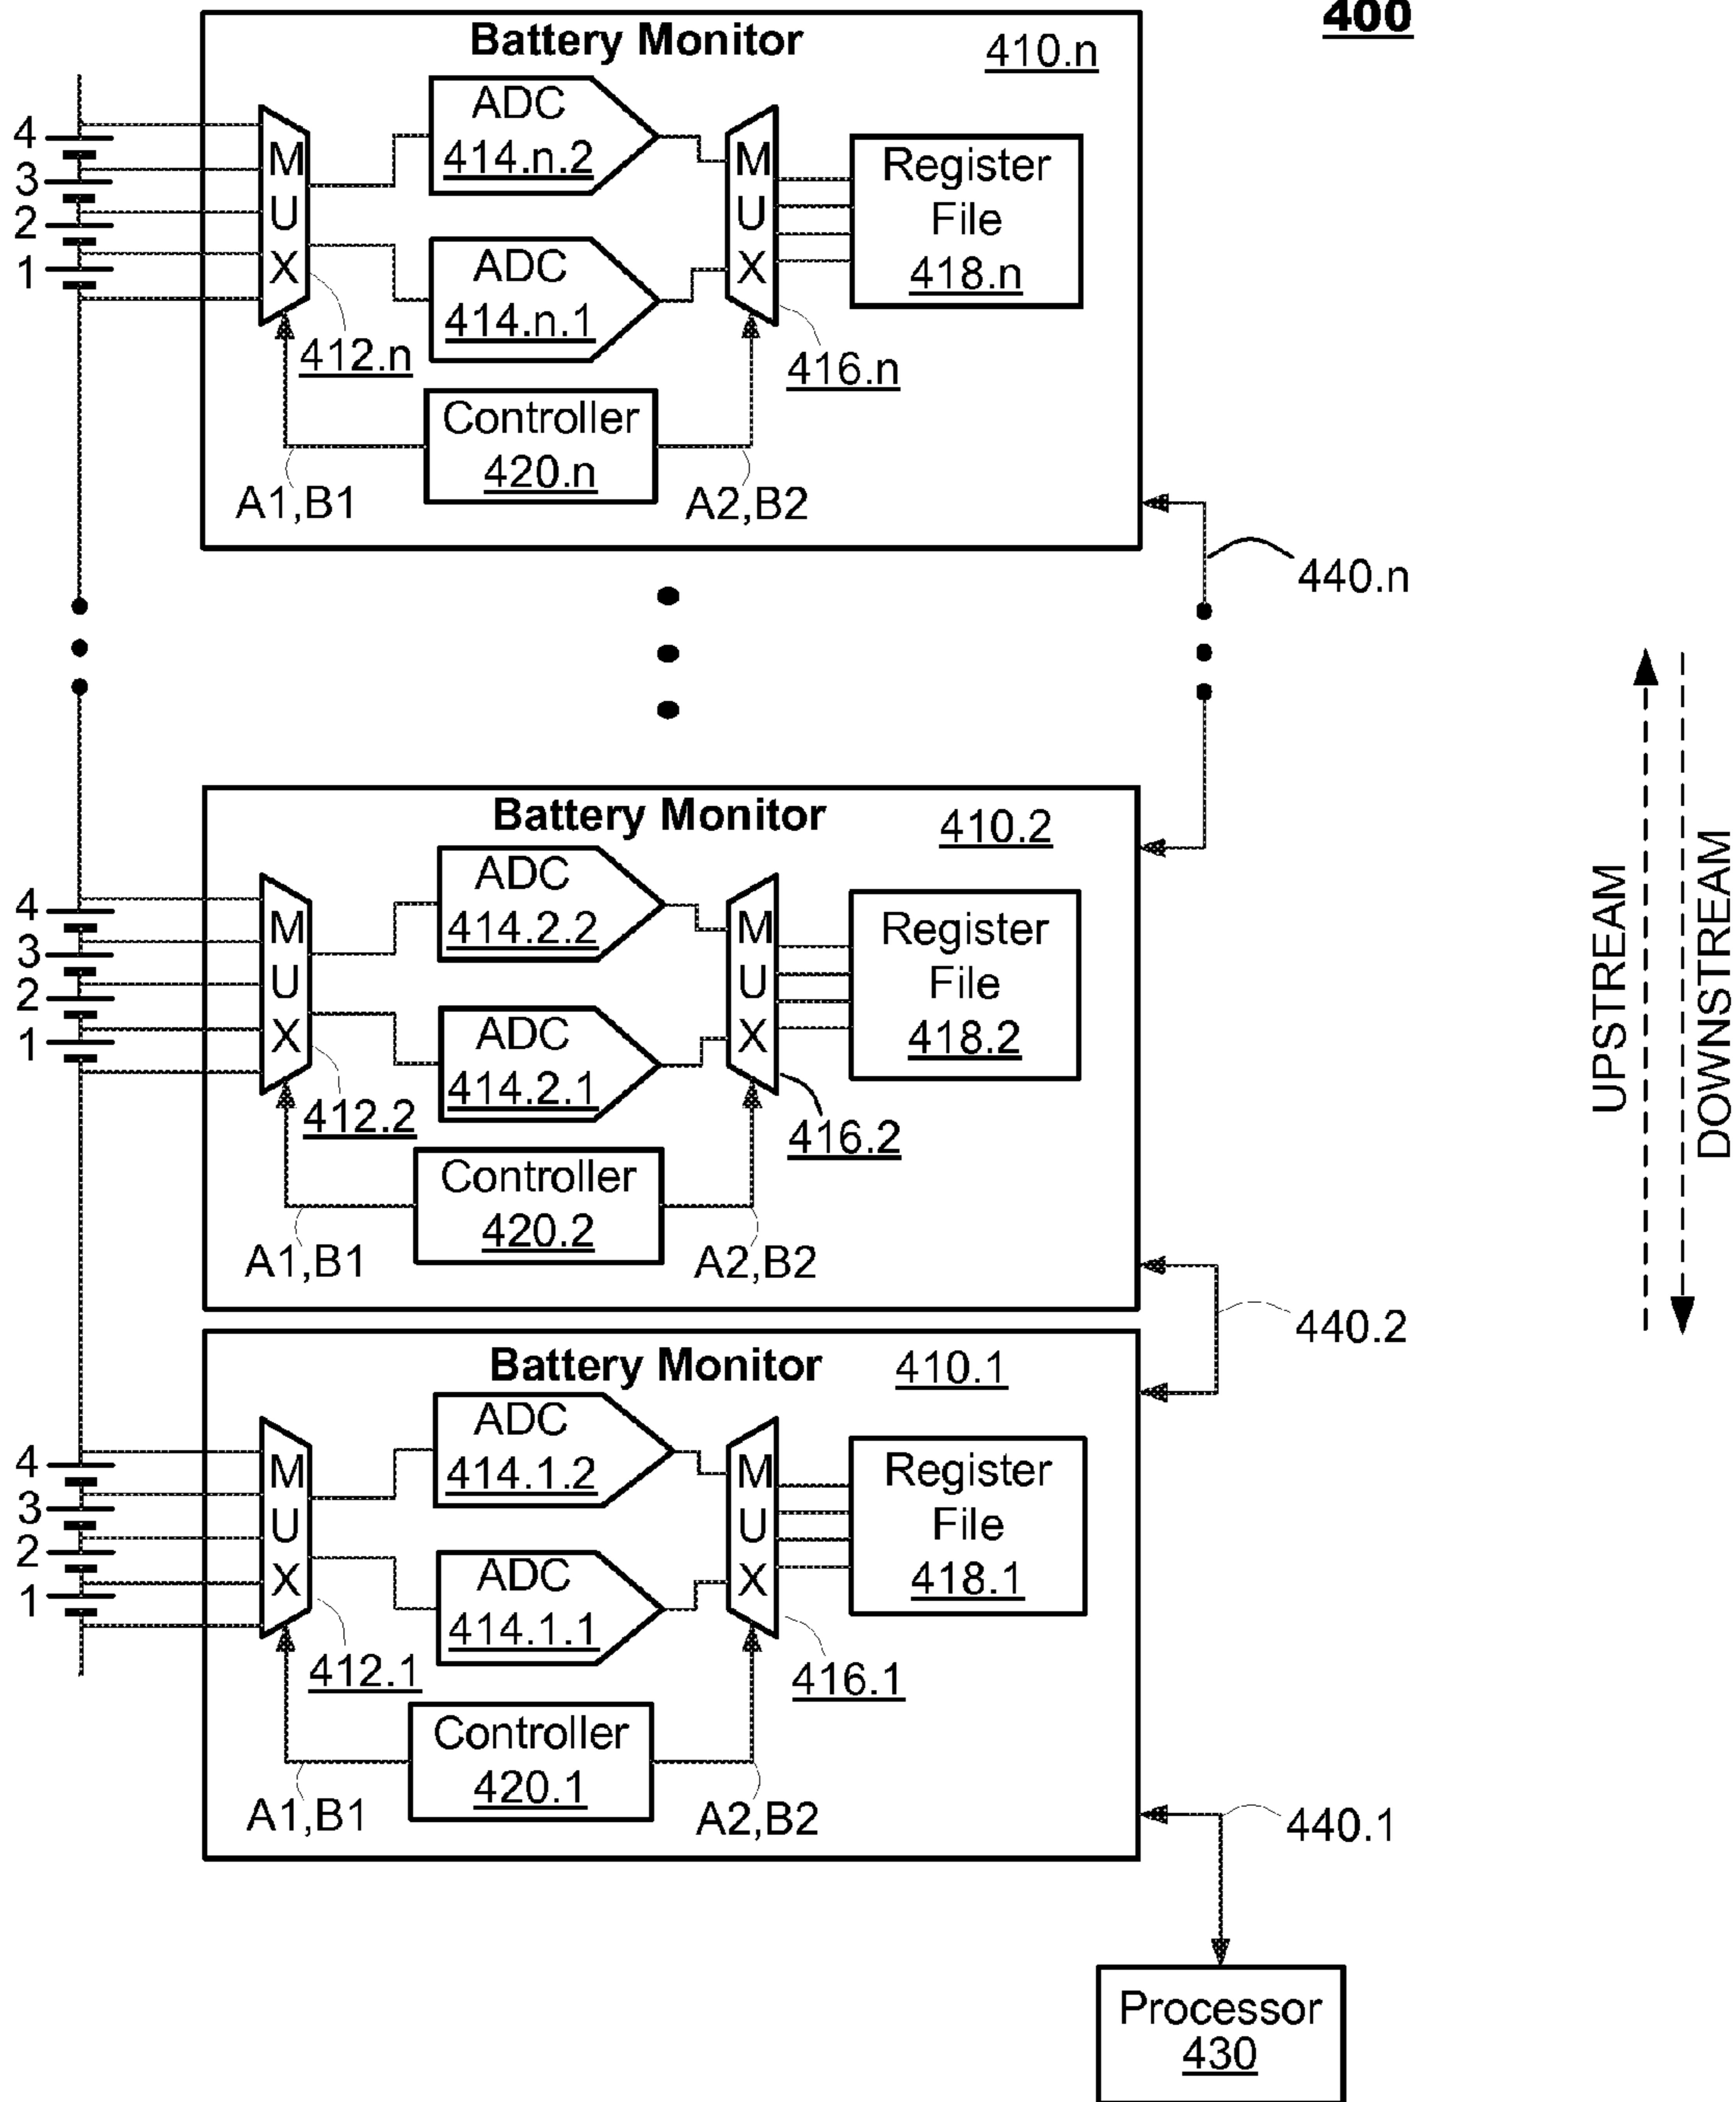 400
Battery Monitor
410.n
4
3
2
1
M
U
X
ADC
414.n.2
ADC
414.n.1
M
U
X
Register
File
418.n
412.n
416.n
Controller
420.n
A1,B1
A2,B2
440.n
Battery Monitor
410.2
4
3
2
1
M
U
X
ADC
414.2.2
ADC
414.2.1
M
U
X
Register
File
418.2
412.2
416.2
Controller
420.2
A1,B1
A2,B2
UPSTREAM
DOWNSTREAM
440.2
Battery Monitor
410.1
4
3
2
1
M
U
X
ADC
414.1.2
ADC
414.1.1
M
U
X
Register
File
418.1
412.1
416.1
Controller
420.1
A1,B1
A2,B2
440.1
Processor
430